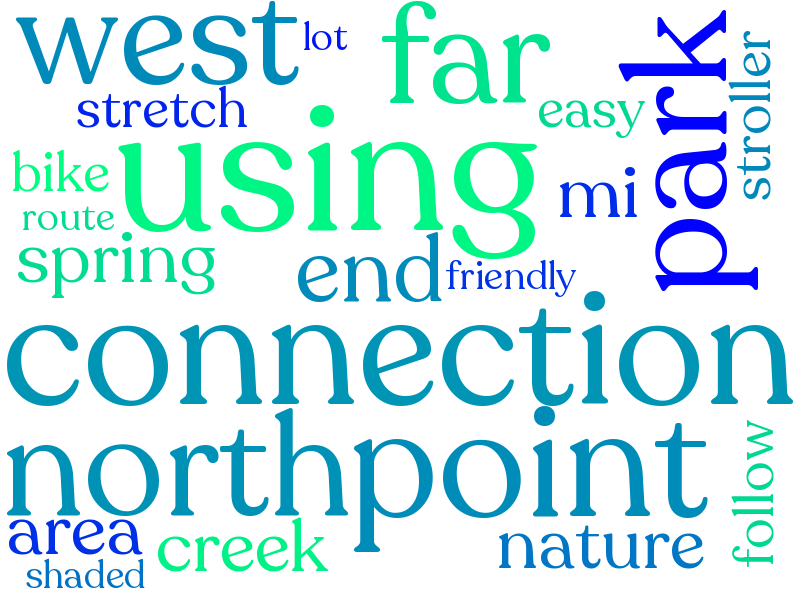 west
lot
far
park
stroller
stretch
easy
using
bike
mi
route
spring
end
friendly
connection
northpoint
follow
area
creek
nature
shaded